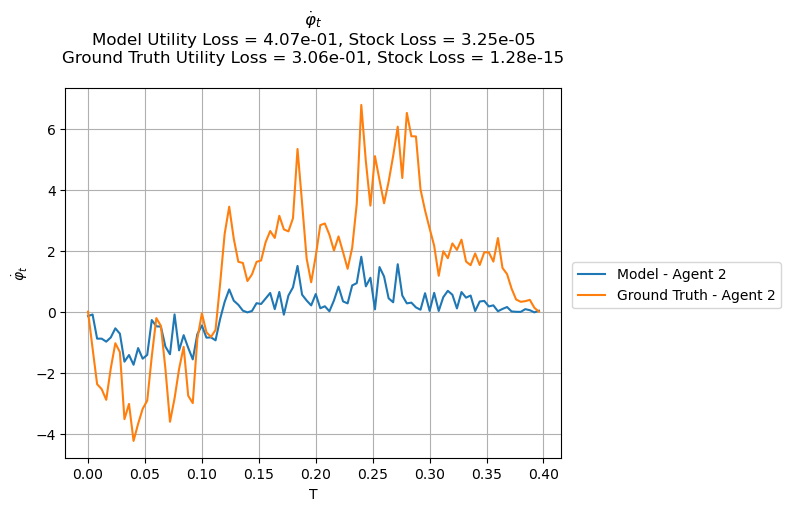 φ̇ₜ
Model Utility Loss = 4.07e-01, Stock Loss = 3.25e-05
Ground Truth Utility Loss = 3.06e-01, Stock Loss = 1.28e-15
6
4
2
0
−2
−4
φ̇ₜ
0.00 0.05 0.10 0.15 0.20 0.25 0.30 0.35 0.40
T
Model - Agent 2
Ground Truth - Agent 2